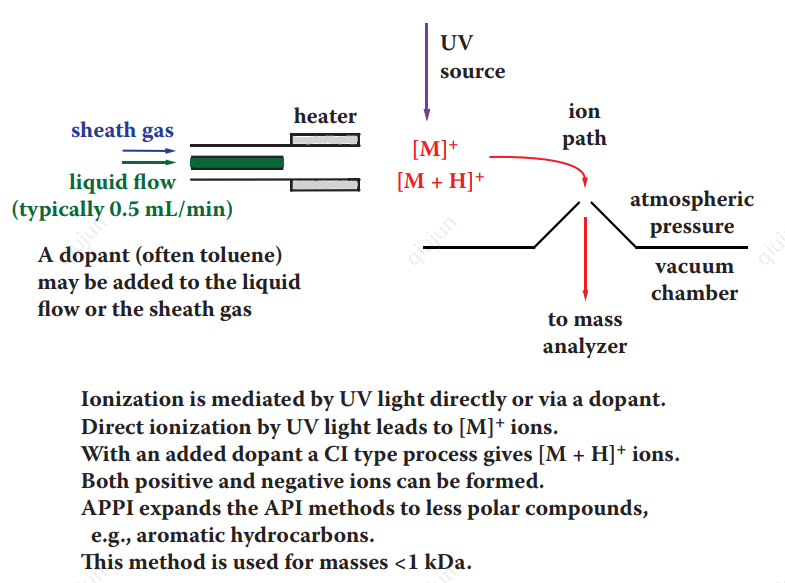 UV
source
heater
ion
path
sheath gas
[M]⁺
[M + H]⁺
liquid flow
(typically 0.5 mL/min)
atmospheric
pressure
A dopant (often toluene)
may be added to the liquid
flow or the sheath gas
vacuum
chamber
to mass
analyzer
Ionization is mediated by UV light directly or via a dopant.
Direct ionization by UV light leads to [M]⁺ ions.
With an added dopant a CI type process gives [M + H]⁺ ions.
Both positive and negative ions can be formed.
APPI expands the API methods to less polar compounds,
e.g., aromatic hydrocarbons.
This method is used for masses <1 kDa.
qiujun